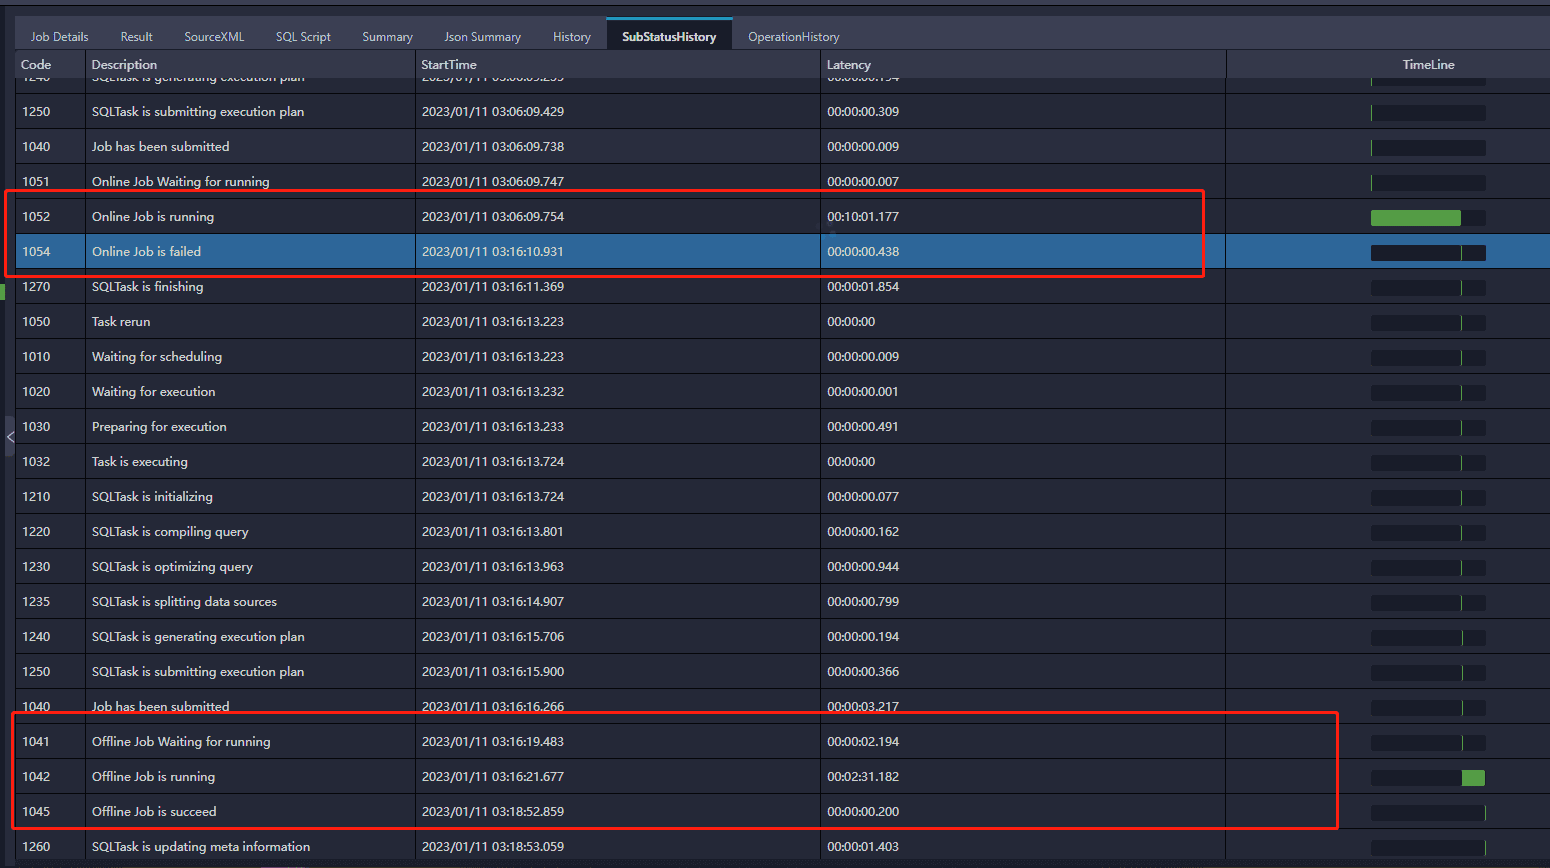 Job Details Result SourceXML SQL Script Summary Json Summary History SubStatusHistory OperationHistory
Code Description StartTime Latency TimeLine
1240 SQLTask is generating execution plan 2023/01/11 03:06:09.235 00:00:00.194
1250 SQLTask is submitting execution plan 2023/01/11 03:06:09.429 00:00:00.309
1040 Job has been submitted 2023/01/11 03:06:09.738 00:00:00.009
1051 Online Job Waiting for running 2023/01/11 03:06:09.747 00:00:00.007
1052 Online Job is running 2023/01/11 03:06:09.754 00:10:01.177
1054 Online Job is failed 2023/01/11 03:16:10.931 00:00:00.438
1270 SQLTask is finishing 2023/01/11 03:16:11.369 00:00:01.854
1050 Task rerun 2023/01/11 03:16:13.223 00:00:00
1010 Waiting for scheduling 2023/01/11 03:16:13.223 00:00:00.009
1020 Waiting for execution 2023/01/11 03:16:13.232 00:00:00.001
1030 Preparing for execution 2023/01/11 03:16:13.233 00:00:00.491
1032 Task is executing 2023/01/11 03:16:13.724 00:00:00
1210 SQLTask is initializing 2023/01/11 03:16:13.724 00:00:00.077
1220 SQLTask is compiling query 2023/01/11 03:16:13.801 00:00:00.162
1230 SQLTask is optimizing query 2023/01/11 03:16:13.963 00:00:00.944
1235 SQLTask is splitting data sources 2023/01/11 03:16:14.907 00:00:00.799
1240 SQLTask is generating execution plan 2023/01/11 03:16:15.706 00:00:00.194
1250 SQLTask is submitting execution plan 2023/01/11 03:16:15.900 00:00:00.366
1040 Job has been submitted 2023/01/11 03:16:16.266 00:00:03.217
1041 Offline Job Waiting for running 2023/01/11 03:16:19.483 00:00:02.194
1042 Offline Job is running 2023/01/11 03:16:21.677 00:02:31.182
1045 Offline Job is succeed 2023/01/11 03:18:52.859 00:00:00.200
1260 SQLTask is updating meta information 2023/01/11 03:18:53.059 00:00:01.403